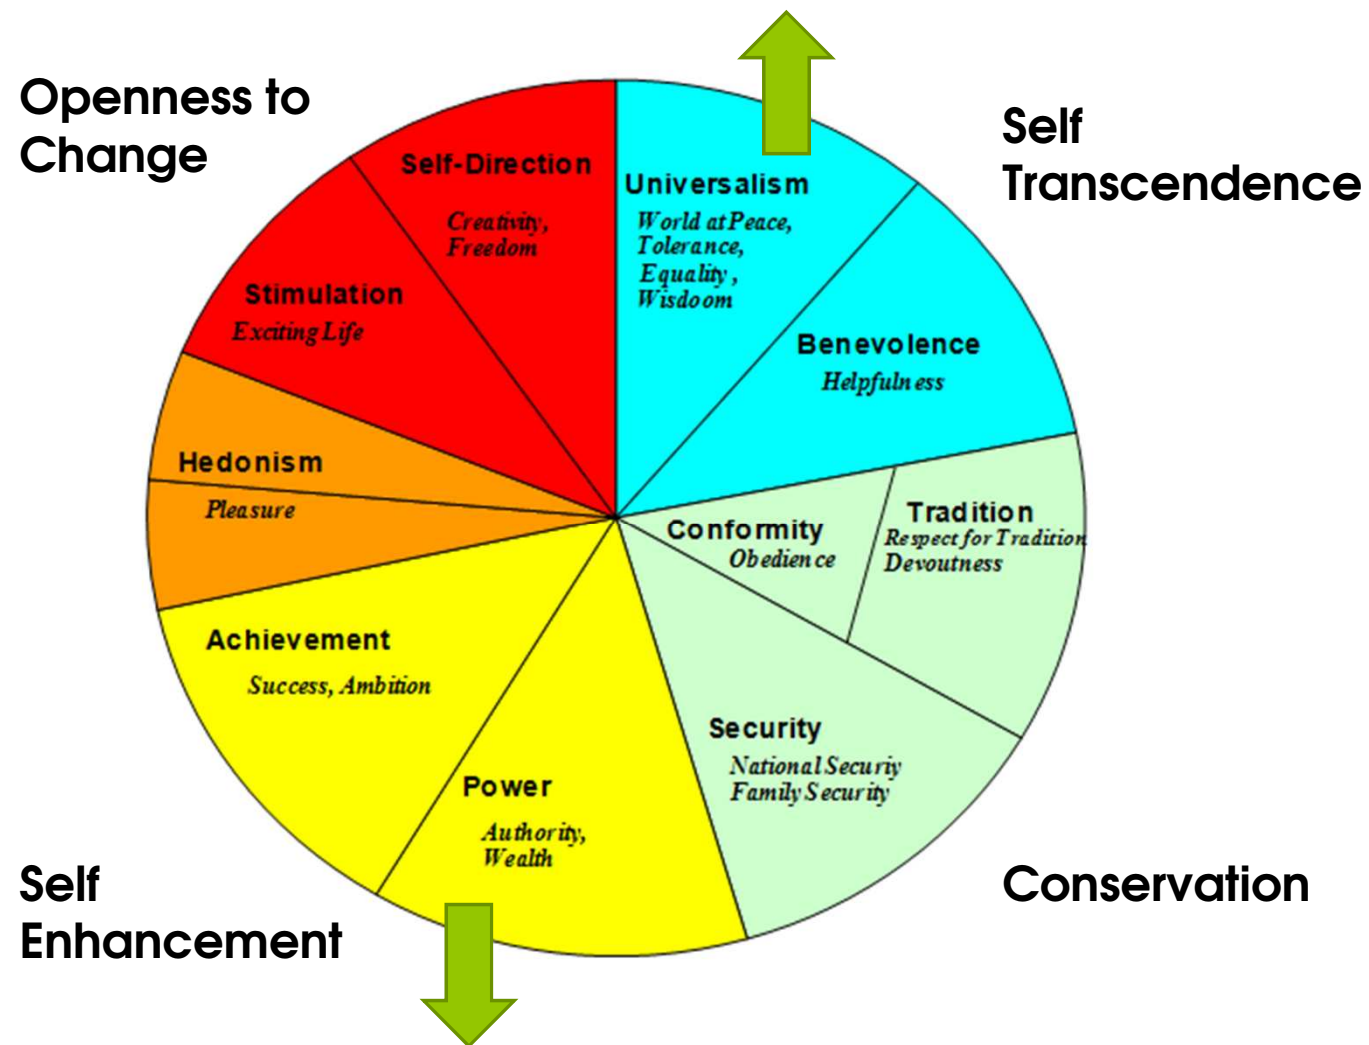 Openness to
Change
Self
Transcendence
Self-Direction
Creativity,
Freedom
Universalism
World at Peace,
Tolerance,
Equality ,
Wisdoom
Stimulation
Exciting Life
Benevolence
Helpfulness
Hedonism
Pleasure
Conformity
Obedience
Tradition
Respect for Tradition
Devoutness
Achievement
Success, Ambition
Security
National Securiy
Family Security
Power
Authority,
Wealth
Self
Enhancement
Conservation